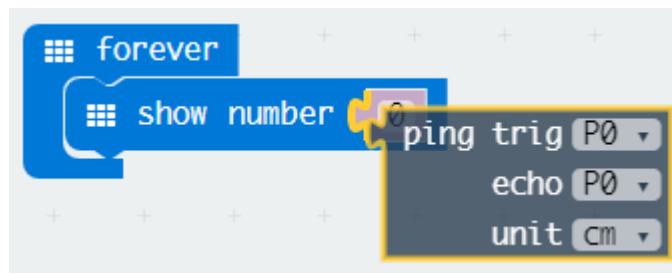 forever
show number 0
ping trig P0
echo P0
unit cm